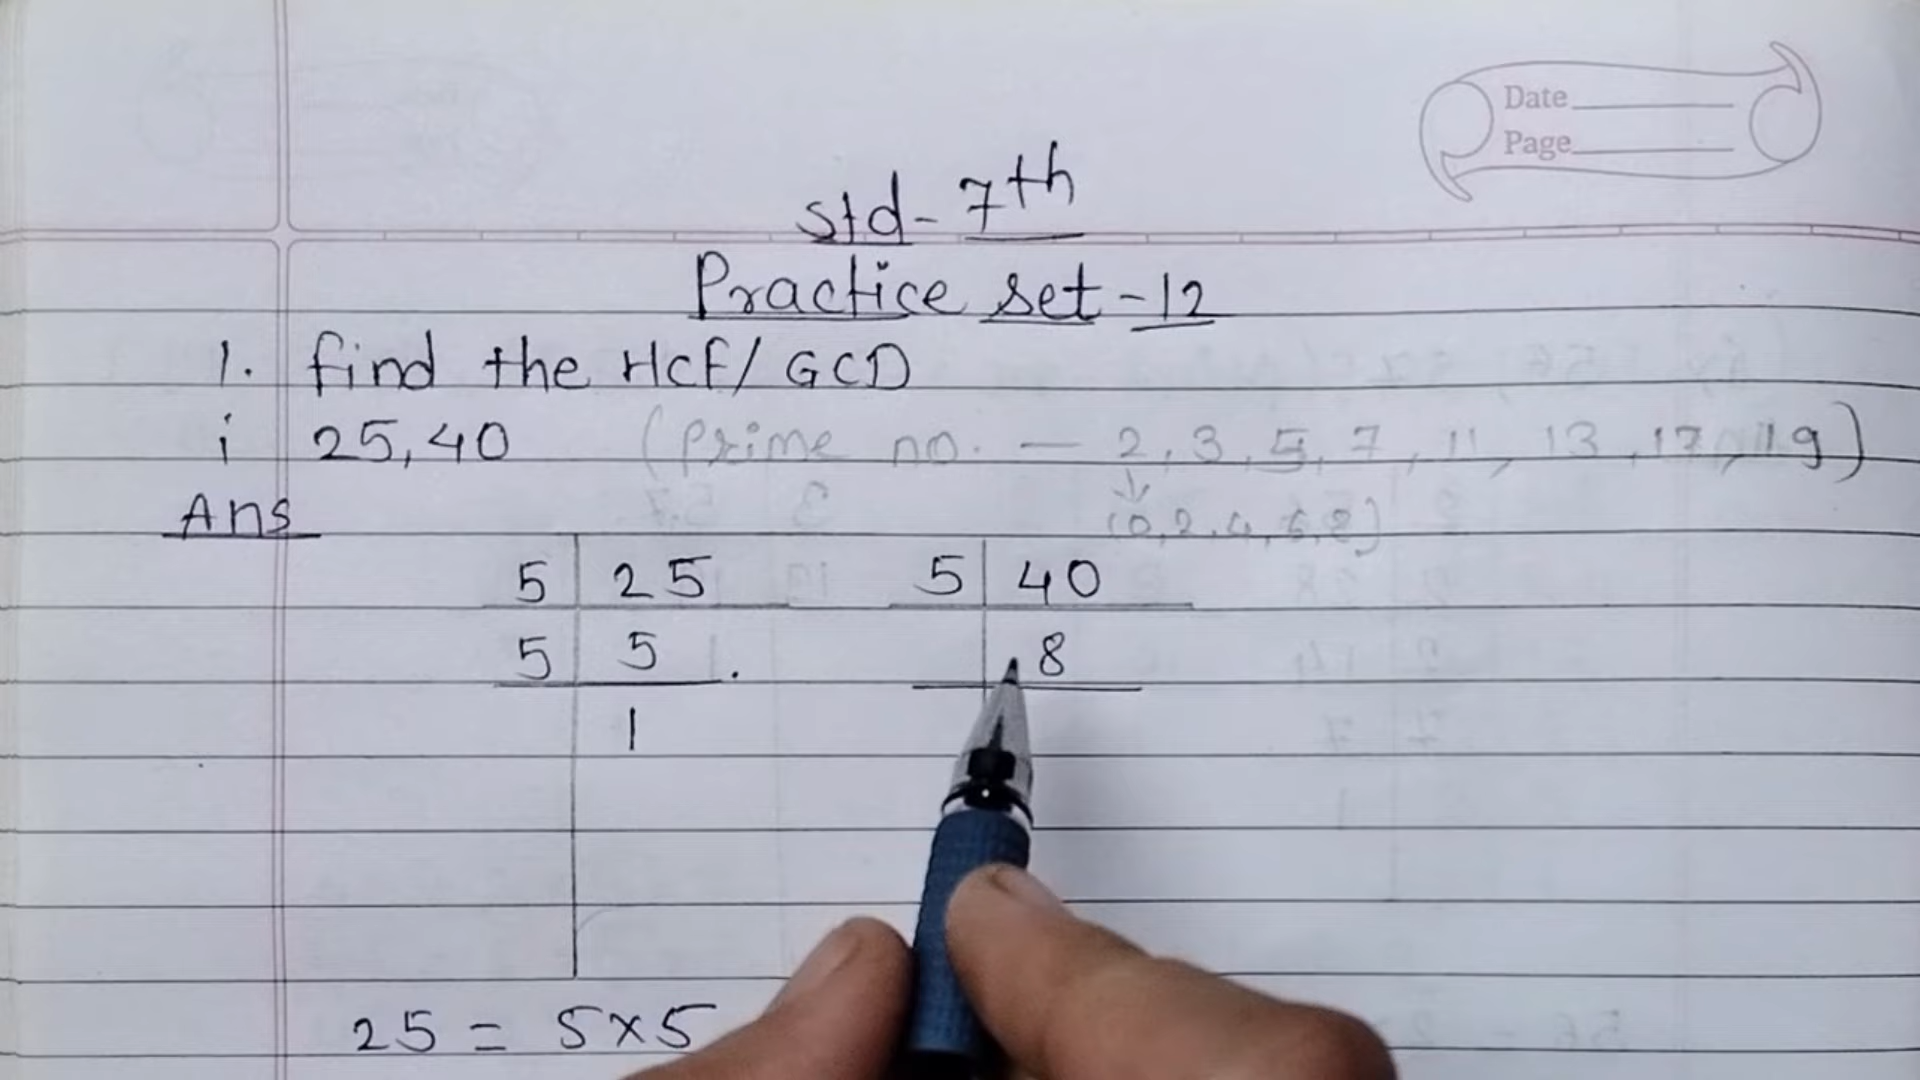 Date
Page
Std- 7th
Practice set -12
1. find the HCF/GCD
i 25,40 (Prime no. — 2, 3, 5, 7, 11, 13, 17, 19)
(0,2,4,6,8)
Ans
5 25 5 40
5 5 . 8
1
25 = 5×5